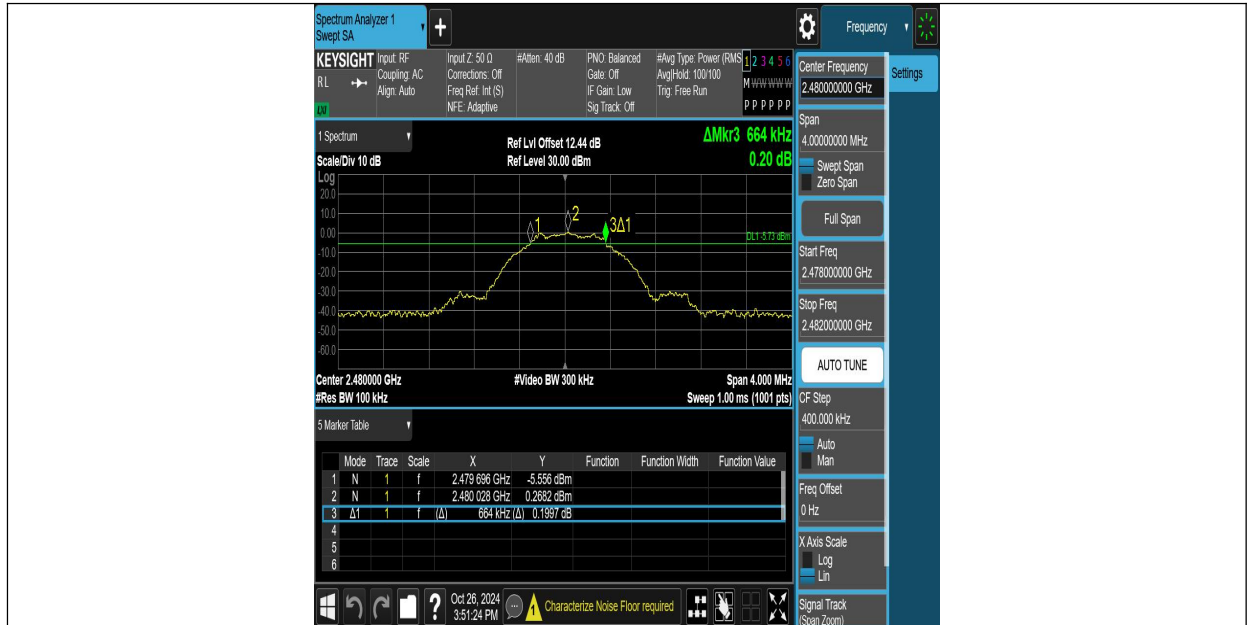 Spectrum Analyzer 1
Swept SA
+
Frequency
KEYSIGHT
RL
LXI
Input: RF
Coupling: AC
Align: Auto
Input Z: 50 Ω
Corrections: Off
Freq Ref: Int (S)
NFE: Adaptive
#Atten: 40 dB
PNO: Balanced
Gate: Off
IF Gain: Low
Sig Track: Off
#Avg Type: Power (RMS
Avg|Hold: 100/100
Trig: Free Run
1 2 3 4 5 6
M W W W W W
P P P P P P
1 Spectrum
Scale/Div 10 dB
Ref Lvl Offset 12.44 dB
Ref Level 30.00 dBm
ΔMkr3 664 kHz
0.20 dB
Log
20.0
10.0
0.00
-10.0
-20.0
-30.0
-40.0
-50.0
-60.0
1
2
3Δ1
DL1 -5.73 dBm
Center 2.480000 GHz
#Video BW 300 kHz
Span 4.000 MHz
#Res BW 100 kHz
Sweep 1.00 ms (1001 pts)
5 Marker Table
Mode Trace Scale X Y Function Function Width Function Value
1 N 1 f 2.479 696 GHz -5.556 dBm
2 N 1 f 2.480 028 GHz 0.2682 dBm
3 Δ1 1 f (Δ) 664 kHz (Δ) 0.1997 dB
4
5
6
?
Oct 26, 2024
3:51:24 PM
1
Characterize Noise Floor required
Center Frequency
2.480000000 GHz
Settings
Span
4.00000000 MHz
Swept Span
Zero Span
Full Span
Start Freq
2.478000000 GHz
Stop Freq
2.482000000 GHz
AUTO TUNE
CF Step
400.000 kHz
Auto
Man
Freq Offset
0 Hz
X Axis Scale
Log
Lin
Signal Track
(Span Zoom)